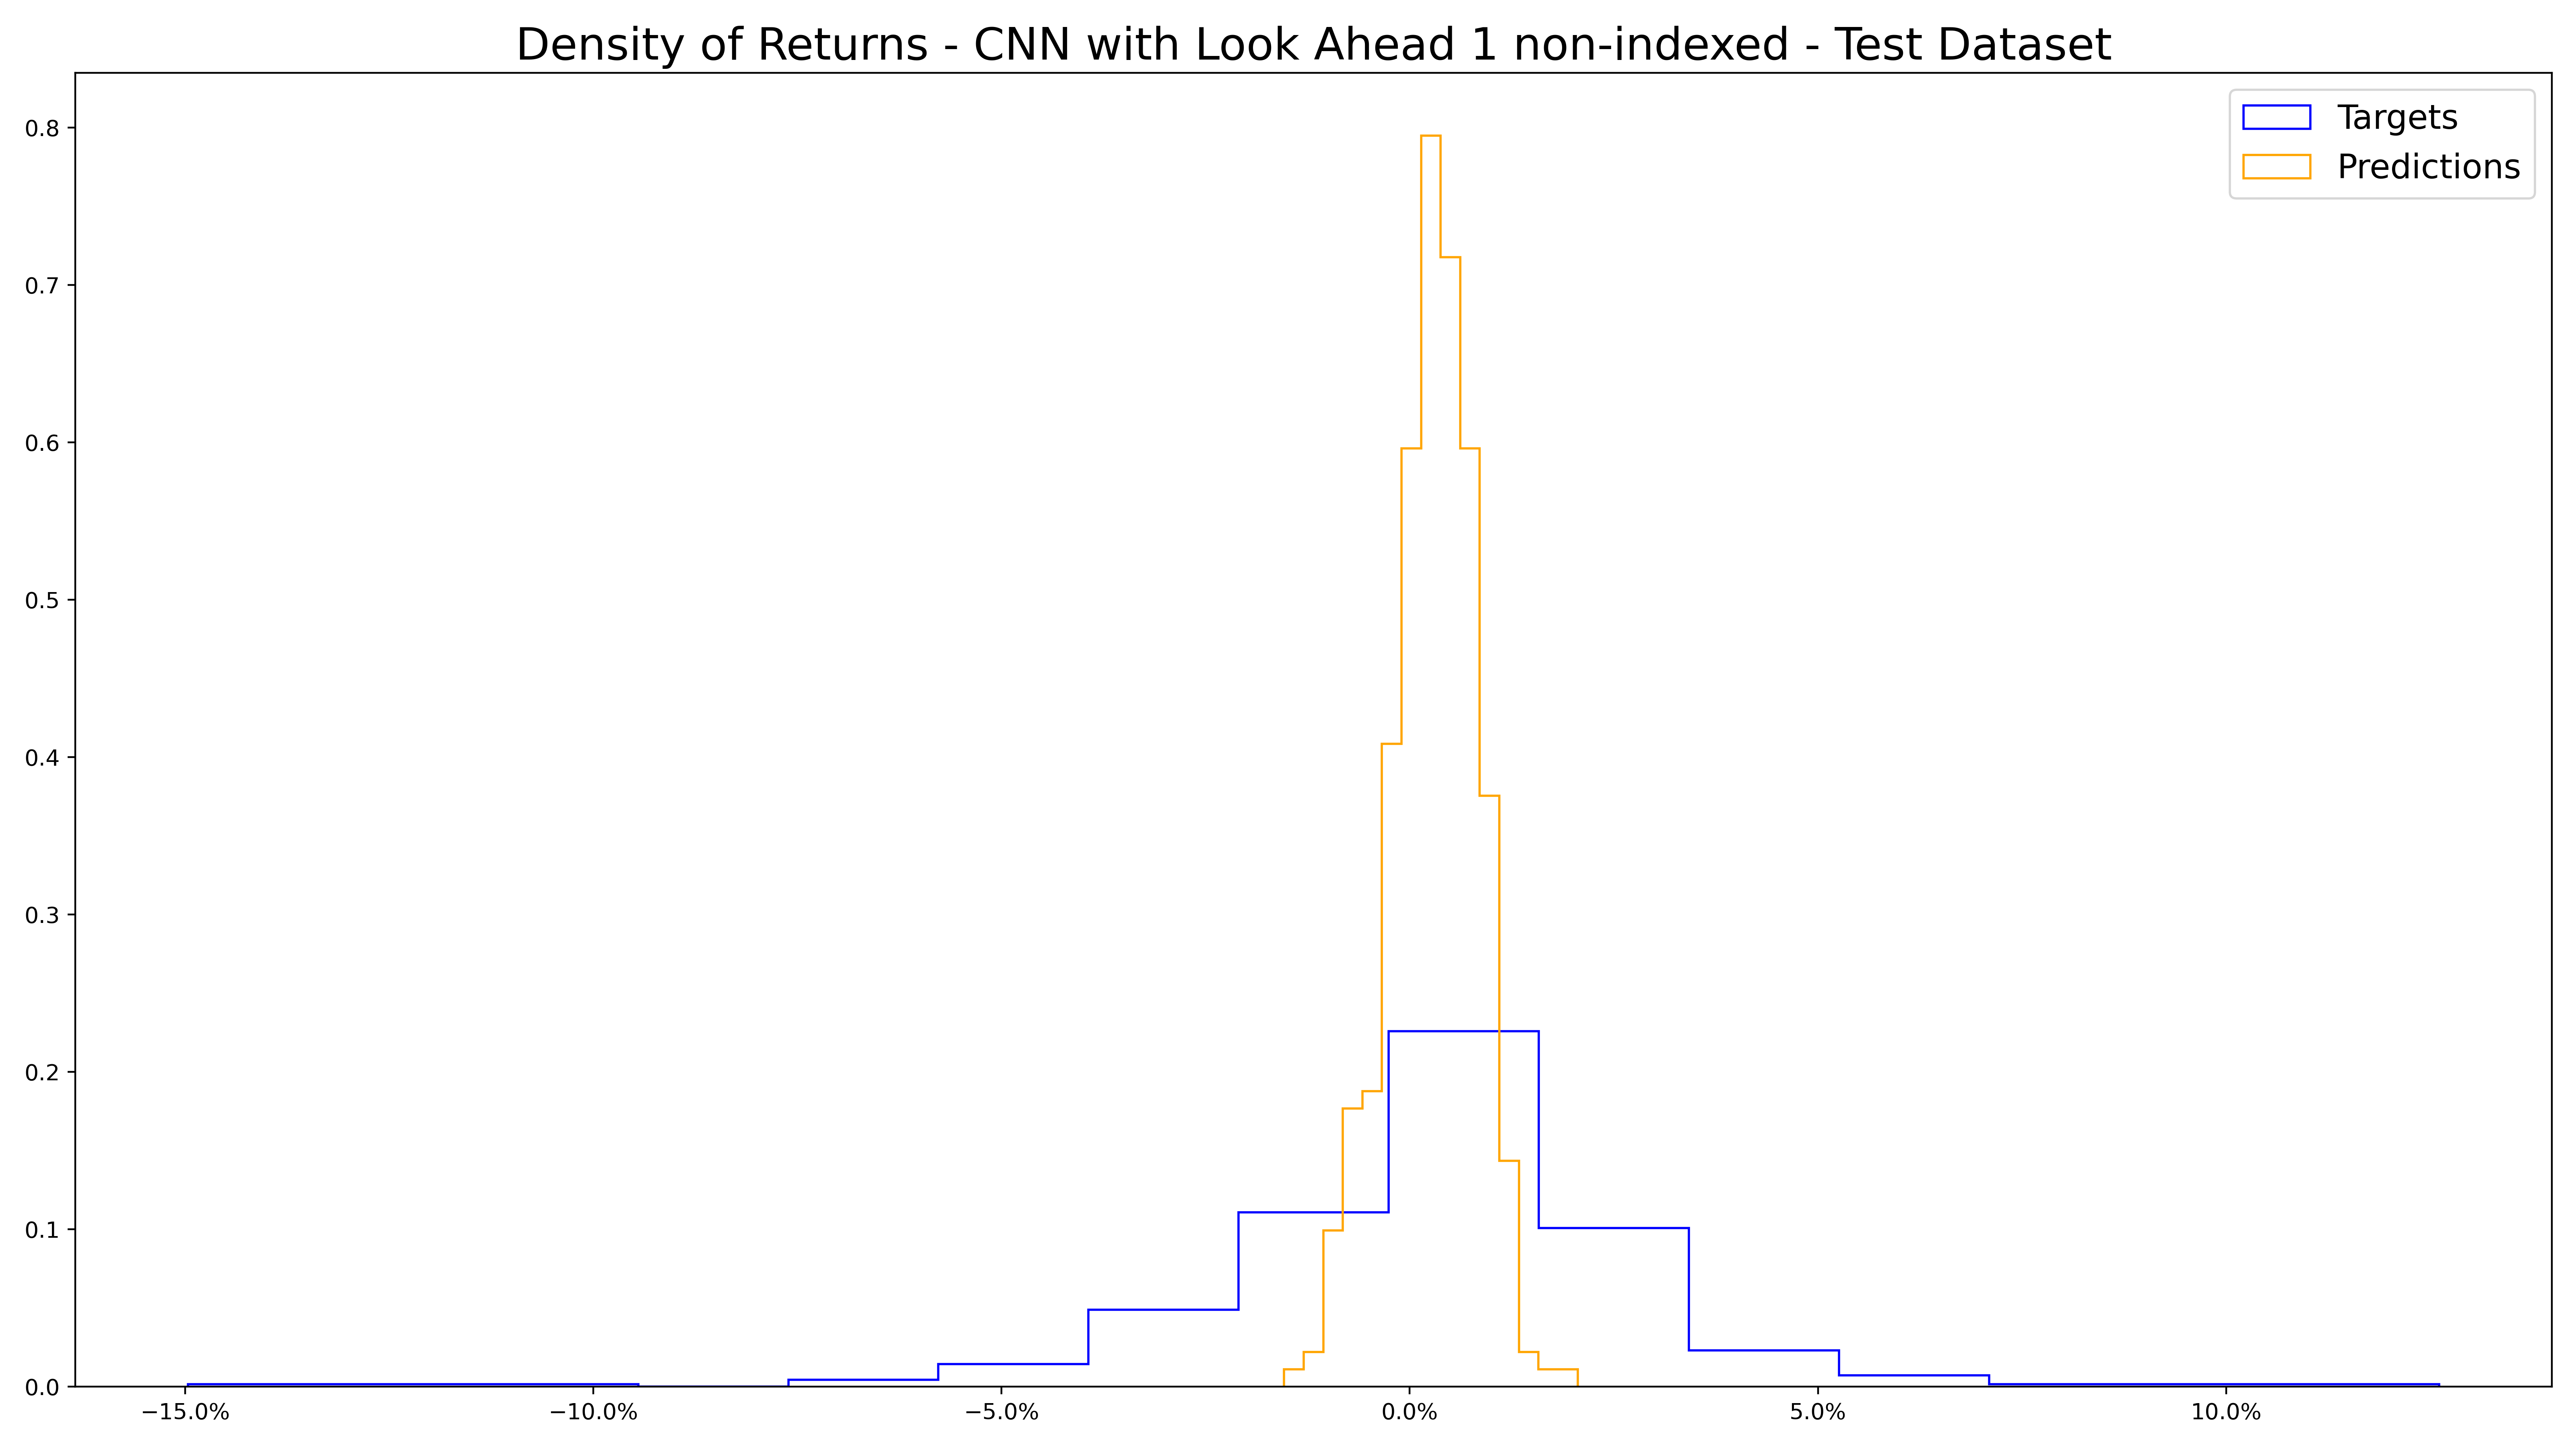 Density of Returns - CNN with Look Ahead 1 non-indexed - Test Dataset
Targets
Predictions
0.8
0.7
0.6
0.5
0.4
0.3
0.2
0.1
0.0
−15.0% −10.0% −5.0% 0.0% 5.0% 10.0%